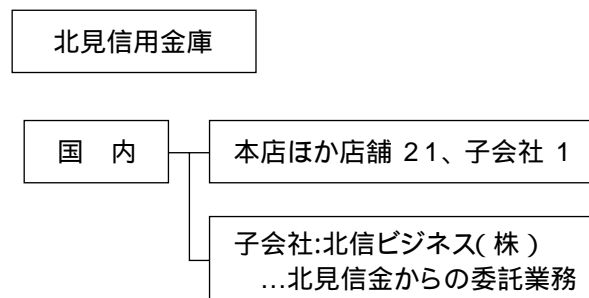 北見信用金庫
国　内
本店ほか店舗 21、子会社 1
子会社:北信ビジネス(株)
…北見信金からの委託業務